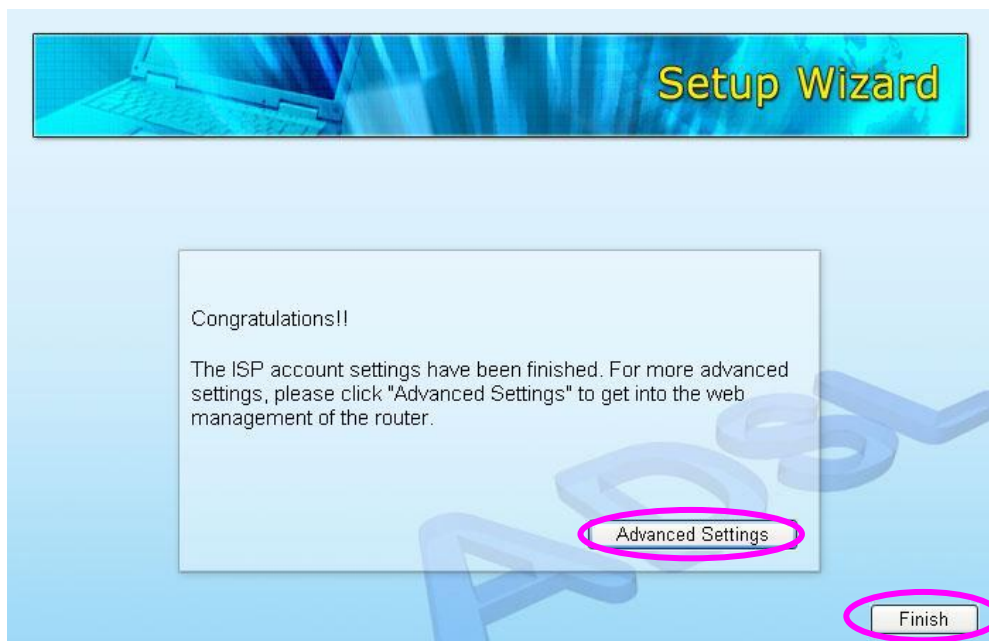 Setup Wizard
Congratulations!!
The ISP account settings have been finished. For more advanced
settings, please click "Advanced Settings" to get into the web
management of the router.
ADSL
Advanced Settings
Finish